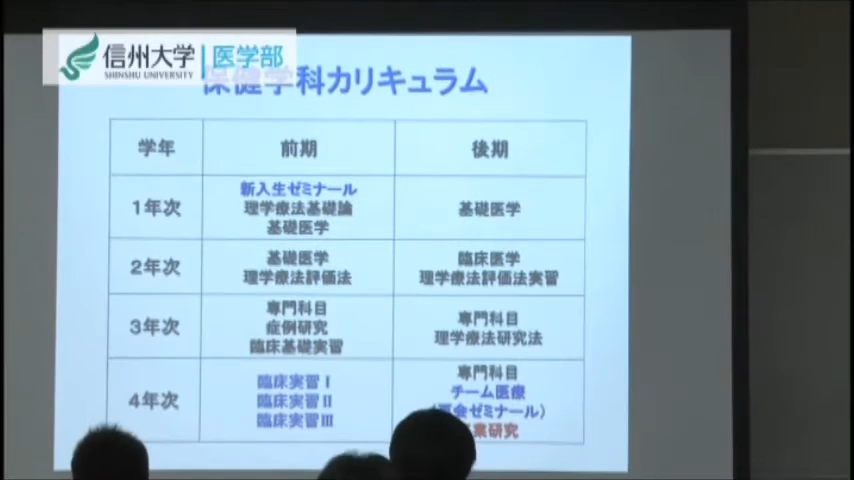 信州大学 医学部
SHINSHU UNIVERSITY
保健学科カリキュラム
学年 前期 後期
1年次
新入生ゼミナール
理学療法基礎論
基礎医学
基礎医学
2年次
基礎医学
理学療法評価法
臨床医学
理学療法評価法実習
3年次
専門科目
症例研究
臨床基礎実習
専門科目
理学療法研究法
4年次
臨床実習Ⅰ
臨床実習Ⅱ
臨床実習Ⅲ
専門科目
チーム医療
会ゼミナール）
業研究